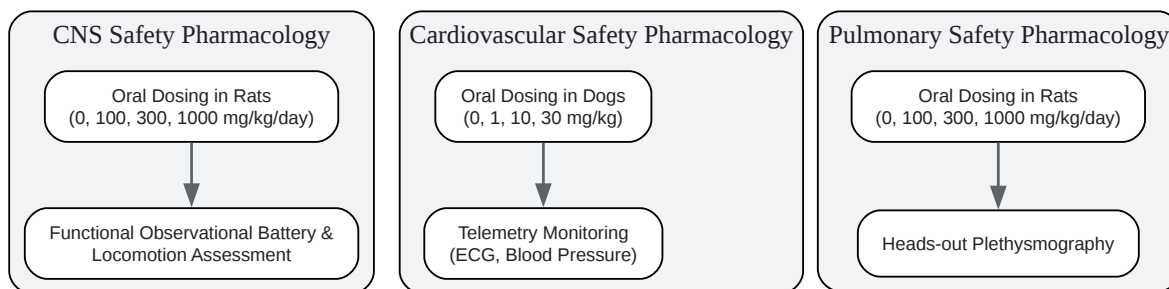 CNS Safety Pharmacology
Oral Dosing in Rats
(0, 100, 300, 1000 mg/kg/day)
Functional Observational Battery &
Locomotion Assessment
Cardiovascular Safety Pharmacology
Oral Dosing in Dogs
(0, 1, 10, 30 mg/kg)
Telemetry Monitoring
(ECG, Blood Pressure)
Pulmonary Safety Pharmacology
Oral Dosing in Rats
(0, 100, 300, 1000 mg/kg/day)
Heads-out Plethysmography